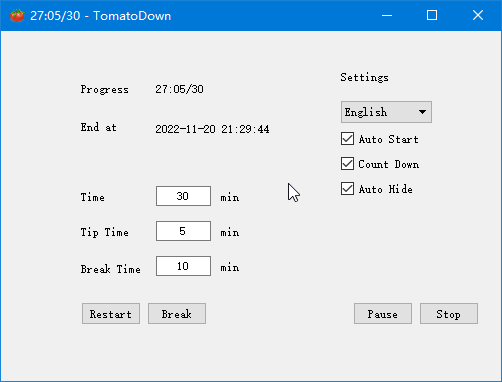 27:05/30 - TomatoDown
Settings
Progress 27:05/30
English
End at 2022-11-20 21:29:44
Auto Start
Count Down
Auto Hide
Time 30 min
Tip Time 5 min
Break Time 10 min
Restart Break Pause Stop